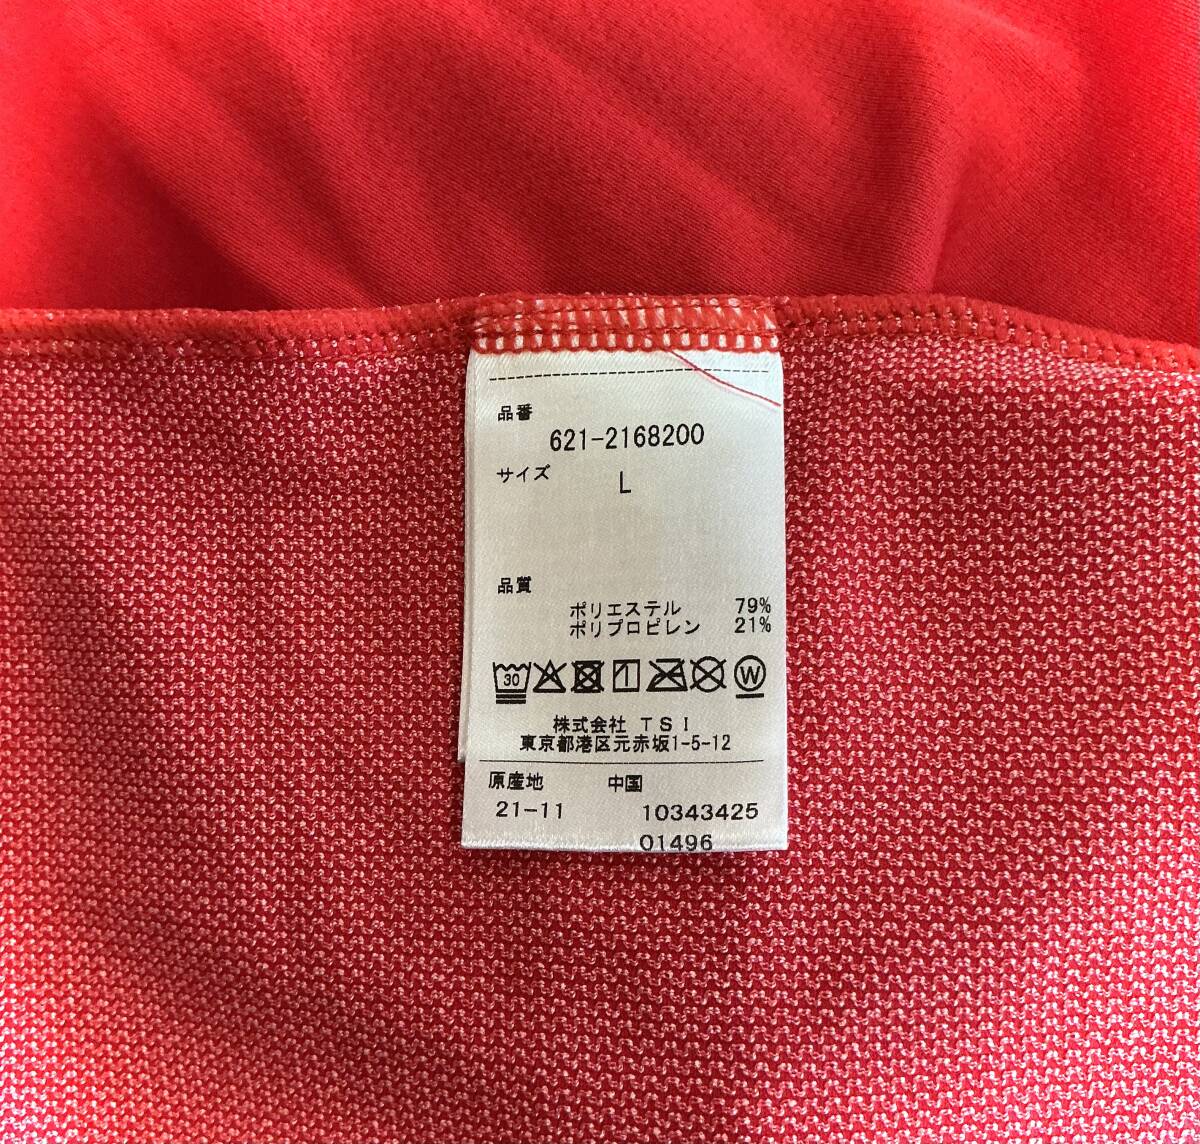 品番
621-2168200
サイズ L
品質
ポリエステル 79%
ポリプロピレン 21%
30 W
株式会社 TSI
東京都港区元赤坂1-5-12
原産地 中国
21-11 10343425
01496